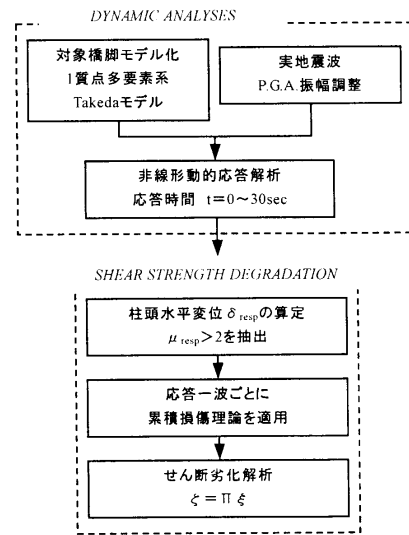 DYNAMIC ANALYSES
対象橋脚モデル化
1質点多要素系
Takedaモデル
実地震波
P.G.A.振幅調整
非線形動的応答解析
応答時間 t=0~30sec
SHEAR STRENGTH DEGRADATION
柱頭水平変位 δresp の算定
μresp>2を抽出
応答一波ごとに
累積損傷理論を適用
せん断劣化解析
ζ=Π ξ